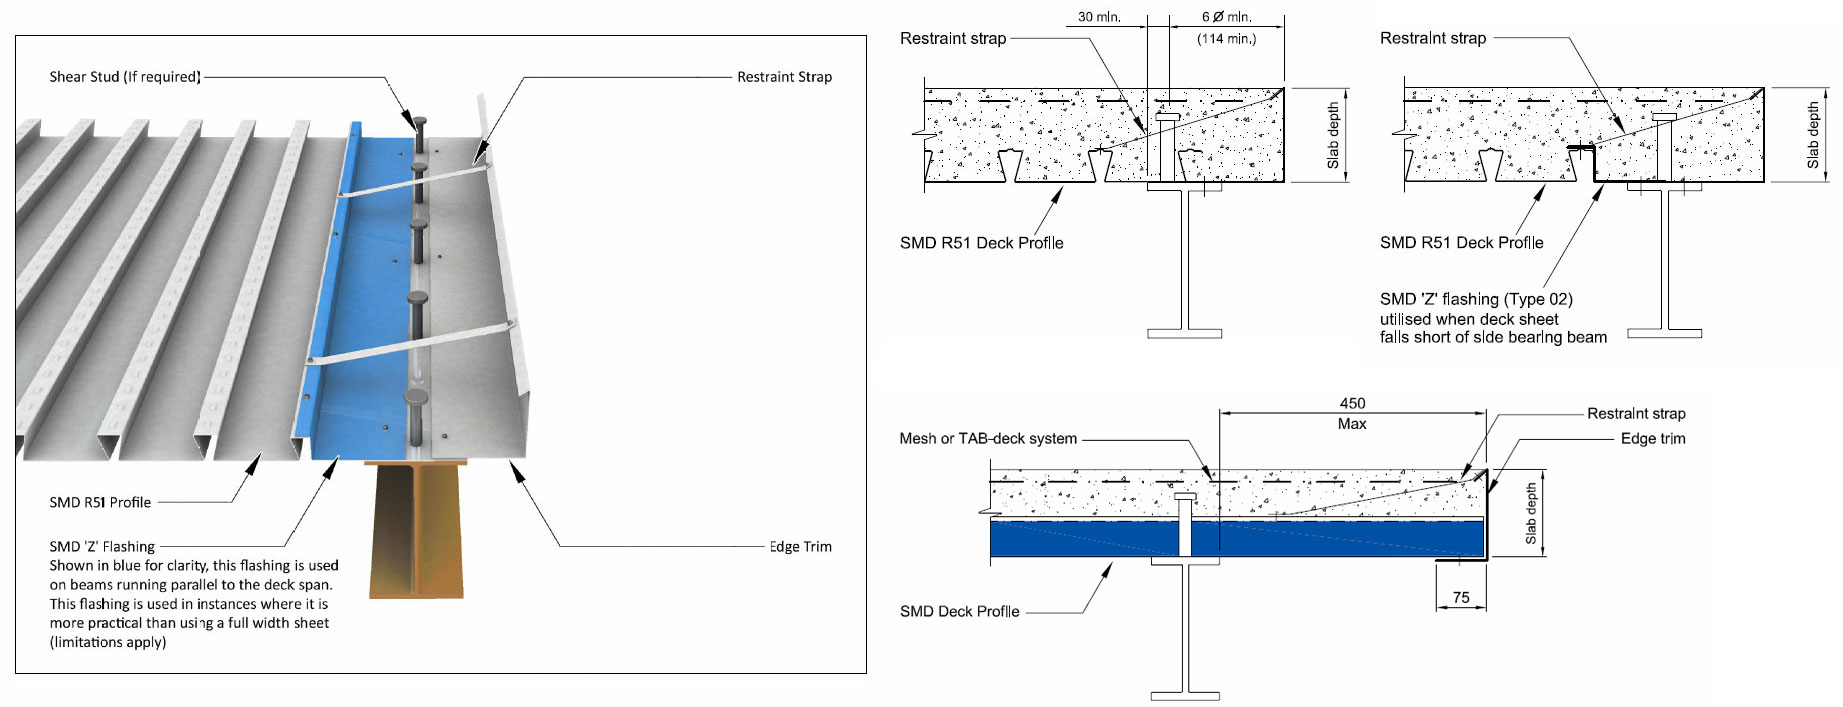 Shear Stud (If required)
Restraint Strap
SMD R51 Profile
SMD 'Z' Flashing
Shown in blue for clarity, this flashing is used
on beams running parallel to the deck span.
This flashing is used in instances where it is
more practical than using a full width sheet
(limitations apply)
Edge Trim
30 min.
6 Ø min.
(114 min.)
Restraint strap
Slab depth
SMD R51 Deck Profile
Restraint strap
Slab depth
SMD R51 Deck Profile
SMD 'Z' flashing (Type 02)
utilised when deck sheet
falls short of side bearing beam
450
Max
Restraint strap
Mesh or TAB-deck system
Edge trim
Slab depth
75
SMD Deck Profile